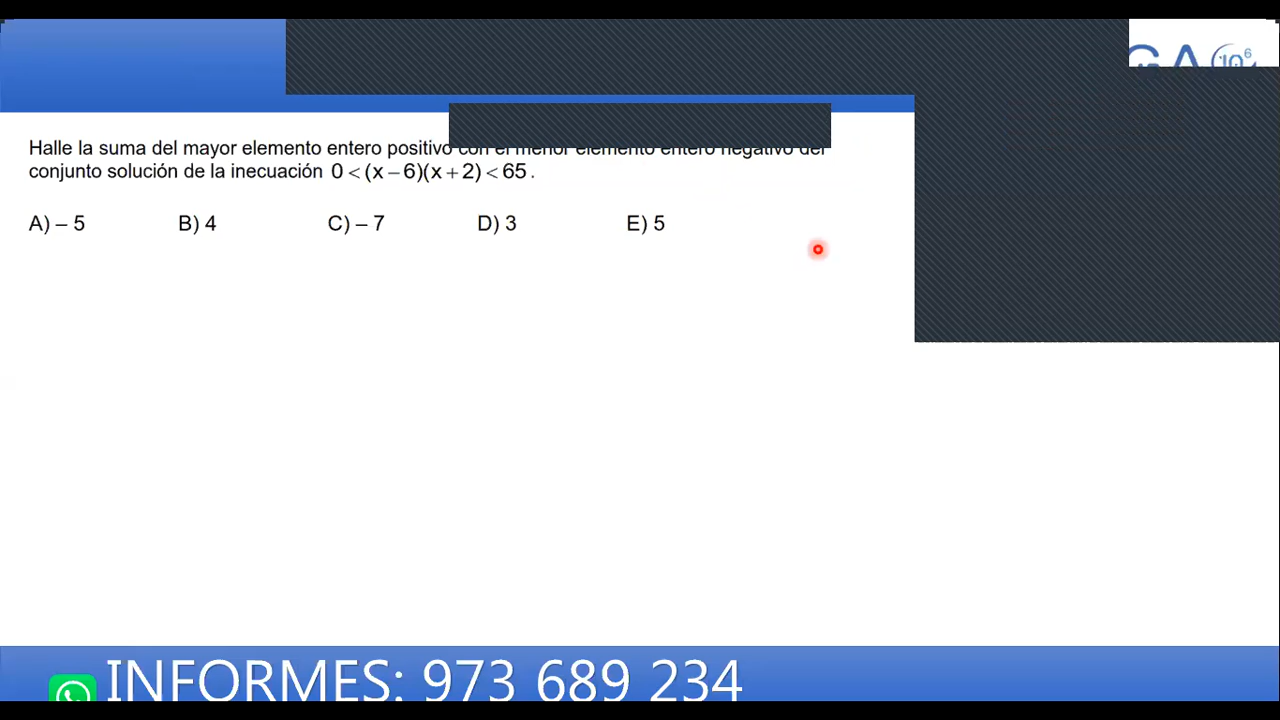 Halle la suma del mayor elemento entero positivo con el menor elemento entero negativo del
conjunto solución de la inecuación 0 < (x – 6)(x + 2) < 65 .
A) – 5 B) 4 C) – 7 D) 3 E) 5
INFORMES: 973 689 234